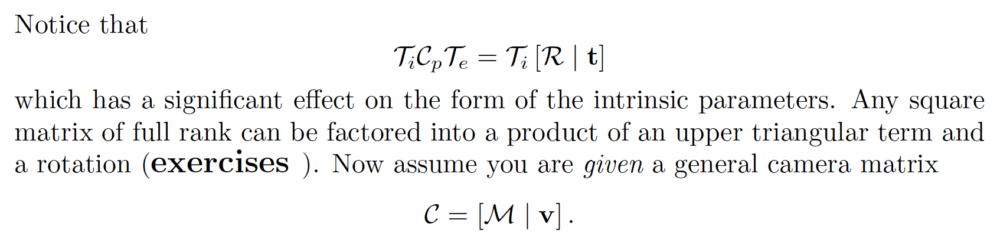 Notice that
𝒯ᵢ𝒞ₚ𝒯ₑ = 𝒯ᵢ [ℛ | 𝐭]
which has a significant effect on the form of the intrinsic parameters. Any square
matrix of full rank can be factored into a product of an upper triangular term and
a rotation (exercises ). Now assume you are given a general camera matrix
𝒞 = [ℳ | 𝐯] .